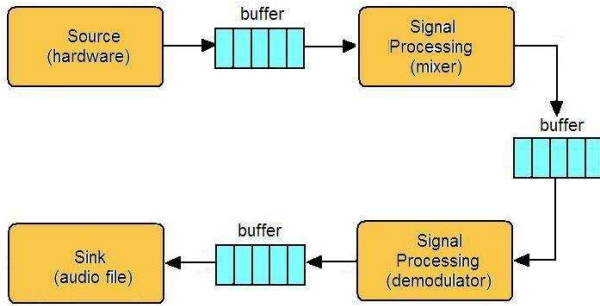 Source
(hardware)
buffer
Signal
Processing
(mixer)
buffer
Signal
Processing
(demodulator)
buffer
Sink
(audio file)